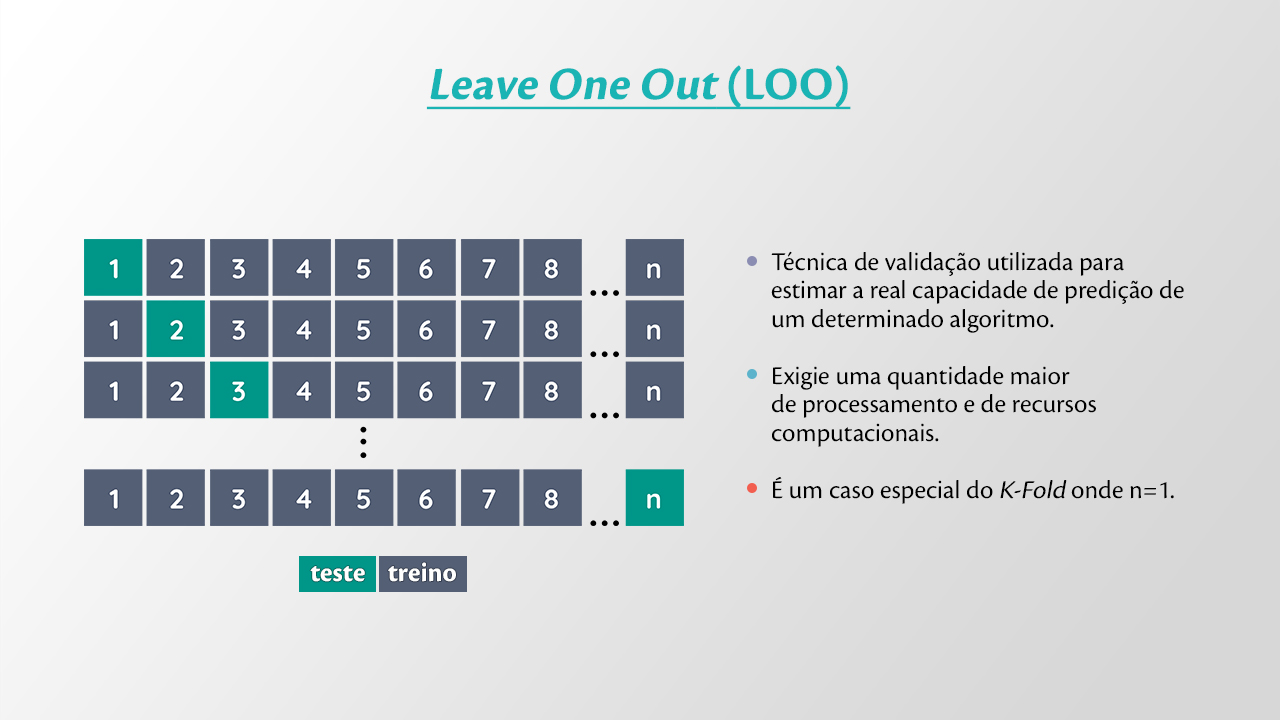 Leave One Out (LOO)
1 2 3 4 5 6 7 8 ... n
1 2 3 4 5 6 7 8 ... n
1 2 3 4 5 6 7 8 ... n
⋮
1 2 3 4 5 6 7 8 ... n
teste treino
• Técnica de validação utilizada para
estimar a real capacidade de predição de
um determinado algoritmo.
• Exigie uma quantidade maior
de processamento e de recursos
computacionais.
• É um caso especial do K-Fold onde n=1.